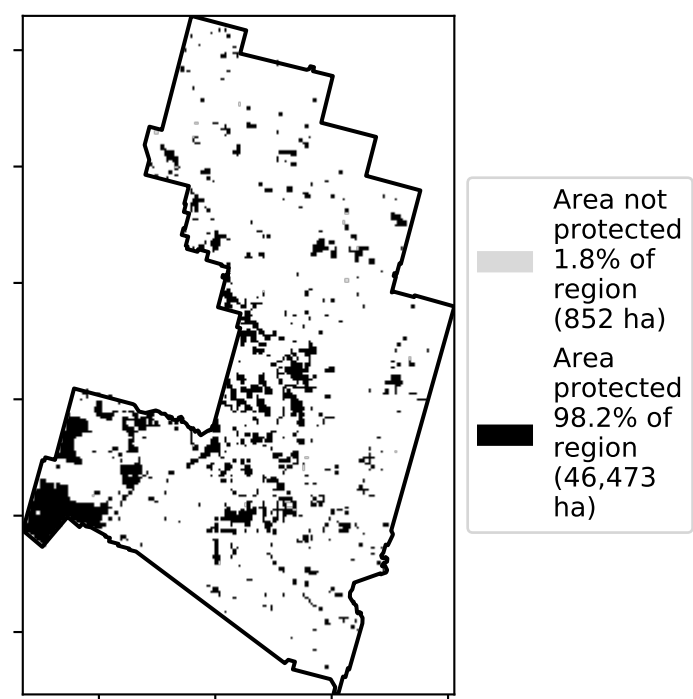 Area not
protected
1.8% of
region
(852 ha)
Area
protected
98.2% of
region
(46,473
ha)